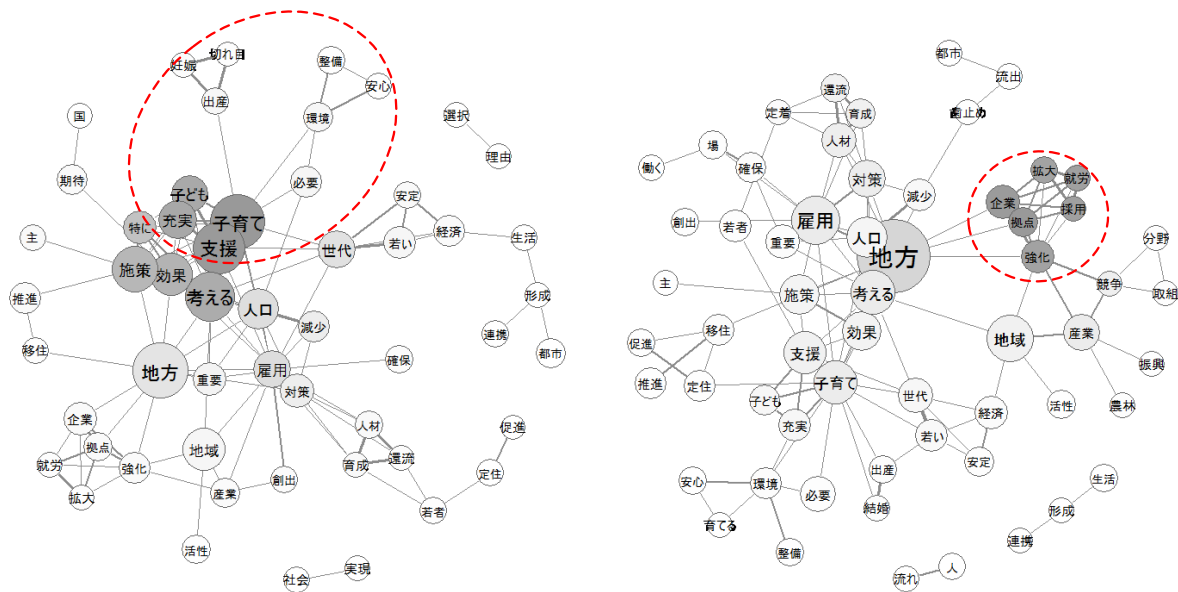 切れ目
妊娠
出産
整備
安心
環境
国
期待
必要
選択
理由
子ども
充実
特に
子育て
支援
安定
世代
若い
経済
主
施策
効果
考える
生活
推進
人口
減少
形成
移住
地方
重要
雇用
対策
確保
連携
都市
企業
拠点
就労
拡大
強化
地域
人材
育成
還流
促進
定住
産業
創出
若者
活性
社会
実現
都市
流出
歯止め
還流
定着
育成
人材
場
働く
確保
対策
減少
拡大
就労
企業
採用
拠点
強化
創出
若者
雇用
重要
人口
地方
分野
主
施策
考える
競争
取組
移住
促進
効果
支援
地域
産業
推進
定住
子育て
振興
子ども
世代
充実
経済
活性
農林
若い
安心
環境
必要
出産
安定
結婚
育てる
整備
生活
形成
連携
流れ
人